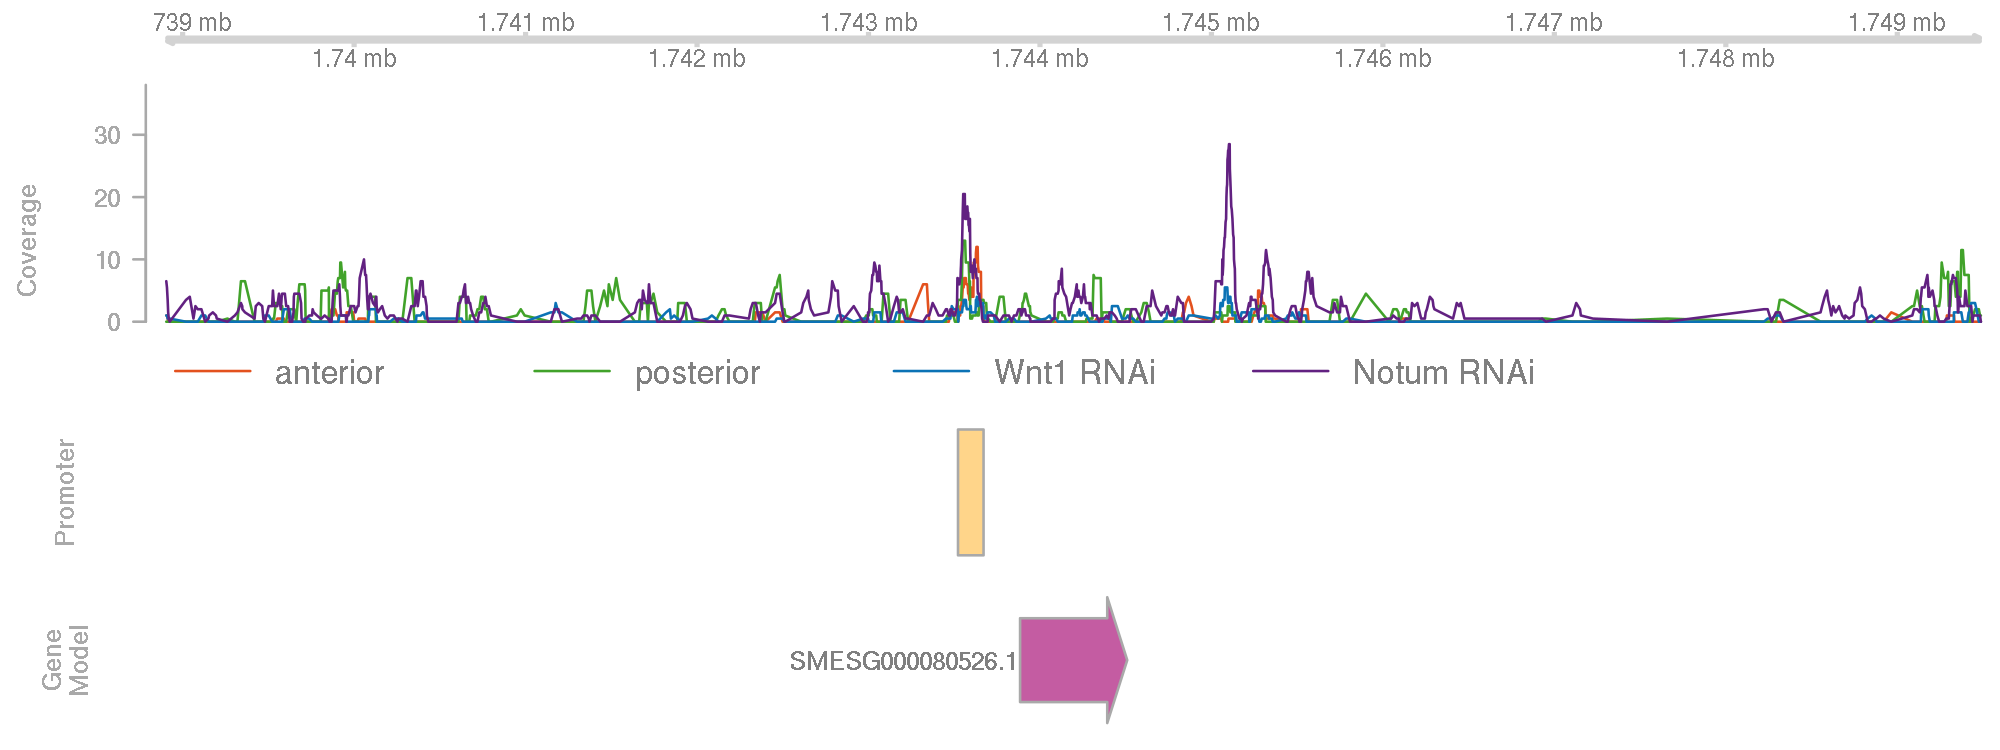 739 mb 1.741 mb 1.743 mb 1.745 mb 1.747 mb 1.749 mb
1.74 mb 1.742 mb 1.744 mb 1.746 mb 1.748 mb
Coverage
30
20
10
0
anterior posterior Wnt1 RNAi Notum RNAi
Promoter
Gene
Model
SMESG000080526.1